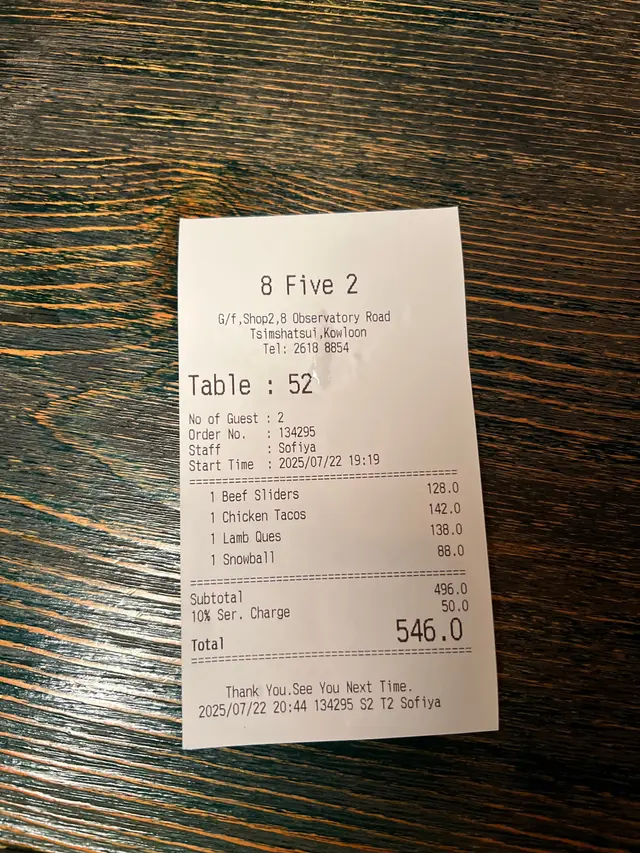 8 Five 2
G/f,Shop2,8 Observatory Road
Tsimshatsui,Kowloon
Tel: 2618 8854
Table : 52
No of Guest : 2
Order No. : 134295
Staff : Sofiya
Start Time : 2025/07/22 19:19
1 Beef Sliders 128.0
1 Chicken Tacos 142.0
1 Lamb Ques 138.0
1 Snowball 88.0
Subtotal 496.0
10% Ser. Charge 50.0
Total 546.0
Thank You.See You Next Time.
2025/07/22 20:44 134295 S2 T2 Sofiya